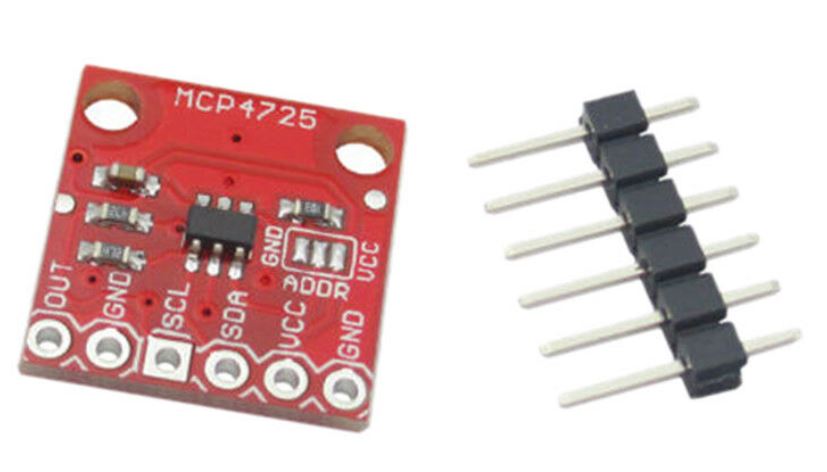 MCP4725
GND
VCC
ADDR
OUT
GND
SCL
SDA
VCC
GND